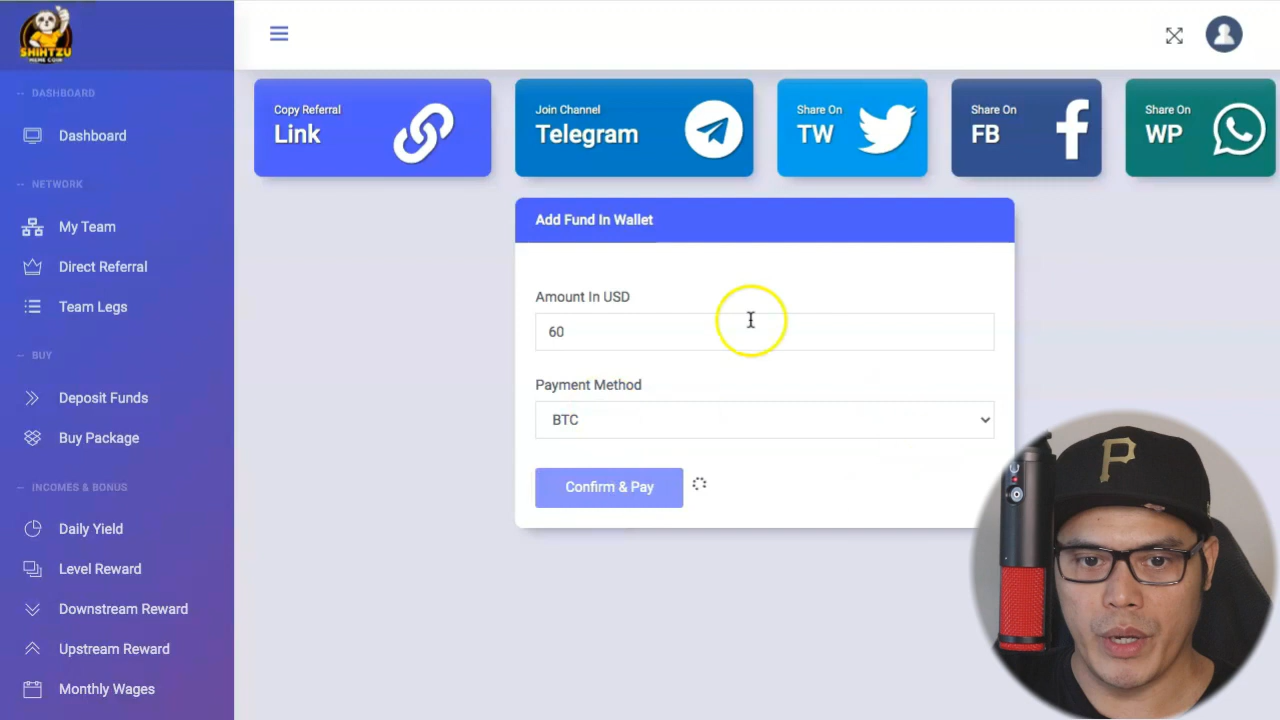 SHIHTZU
MEME COIN
-- DASHBOARD
Dashboard
-- NETWORK
My Team
Direct Referral
Team Legs
-- BUY
Deposit Funds
Buy Package
-- INCOMES & BONUS
Daily Yield
Level Reward
Downstream Reward
Upstream Reward
Monthly Wages
Copy Referral
Link
Join Channel
Telegram
Share On
TW
Share On
FB
Share On
WP
Add Fund In Wallet
Amount In USD
60
Payment Method
BTC
Confirm & Pay
P